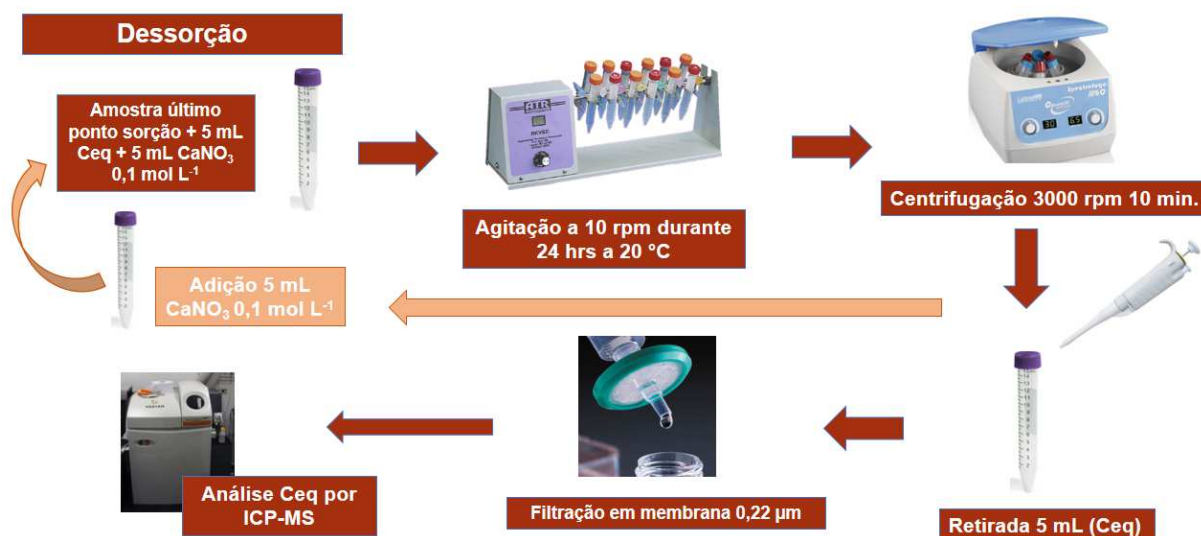 Dessorção
Amostra último
ponto sorção + 5 mL
Ceq + 5 mL CaNO₃
0,1 mol L⁻¹
ATR
Agitação a 10 rpm durante
24 hrs a 20 °C
Centrifugação 3000 rpm 10 min.
Adição 5 mL
CaNO₃ 0,1 mol L⁻¹
Análise Ceq por
ICP-MS
Filtração em membrana 0,22 µm
Retirada 5 mL (Ceq)